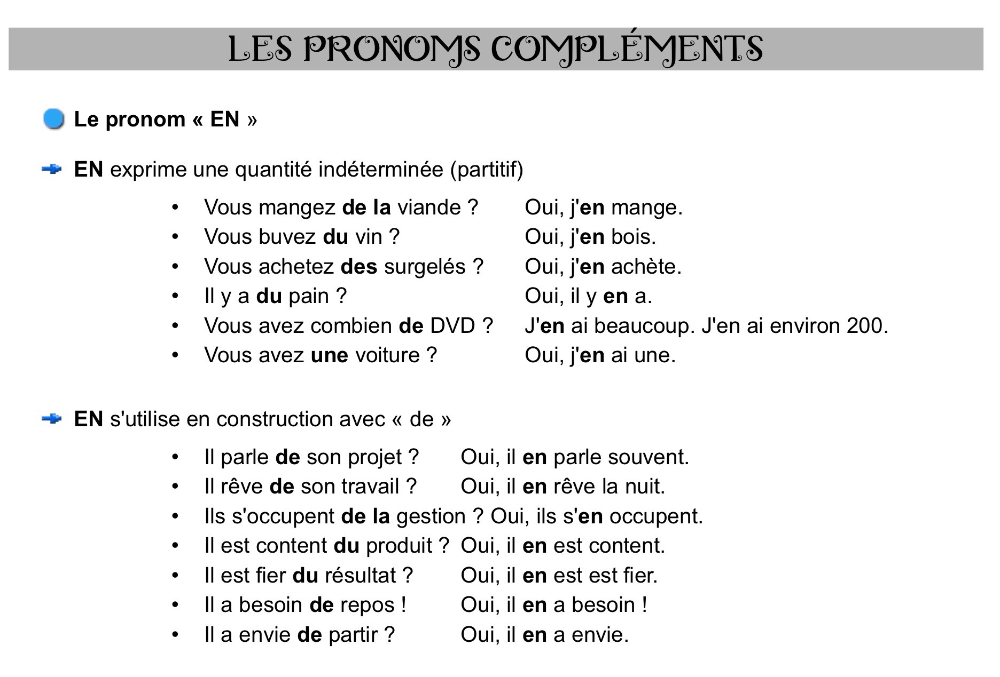 LES PRONOMS COMPLÉMENTS
Le pronom « EN »
EN exprime une quantité indéterminée (partitif)
• Vous mangez de la viande ? Oui, j'en mange.
• Vous buvez du vin ? Oui, j'en bois.
• Vous achetez des surgelés ? Oui, j'en achète.
• Il y a du pain ? Oui, il y en a.
• Vous avez combien de DVD ? J'en ai beaucoup. J'en ai environ 200.
• Vous avez une voiture ? Oui, j'en ai une.
EN s'utilise en construction avec « de »
• Il parle de son projet ? Oui, il en parle souvent.
• Il rêve de son travail ? Oui, il en rêve la nuit.
• Ils s'occupent de la gestion ? Oui, ils s'en occupent.
• Il est content du produit ? Oui, il en est content.
• Il est fier du résultat ? Oui, il en est est fier.
• Il a besoin de repos ! Oui, il en a besoin !
• Il a envie de partir ? Oui, il en a envie.